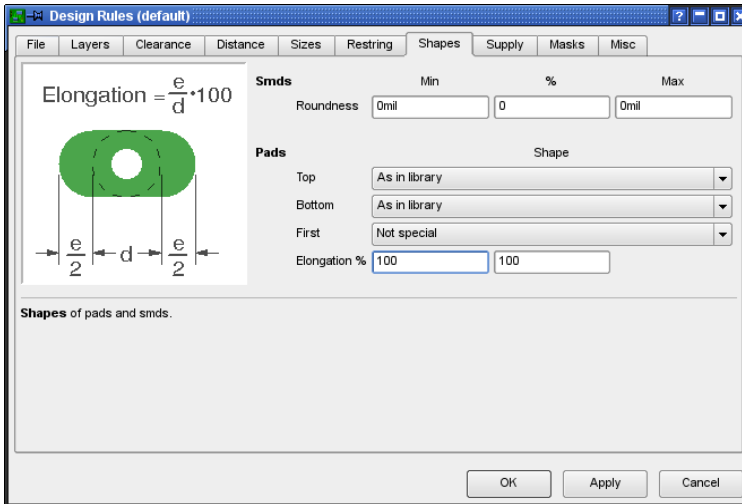 Design Rules (default)
File Layers Clearance Distance Sizes Restring Shapes Supply Masks Misc
Elongation = e/d •100
e/2 d e/2
Smds Min % Max
Roundness 0mil 0 0mil
Pads Shape
Top As in library
Bottom As in library
First Not special
Elongation % 100 100
Shapes of pads and smds.
OK Apply Cancel